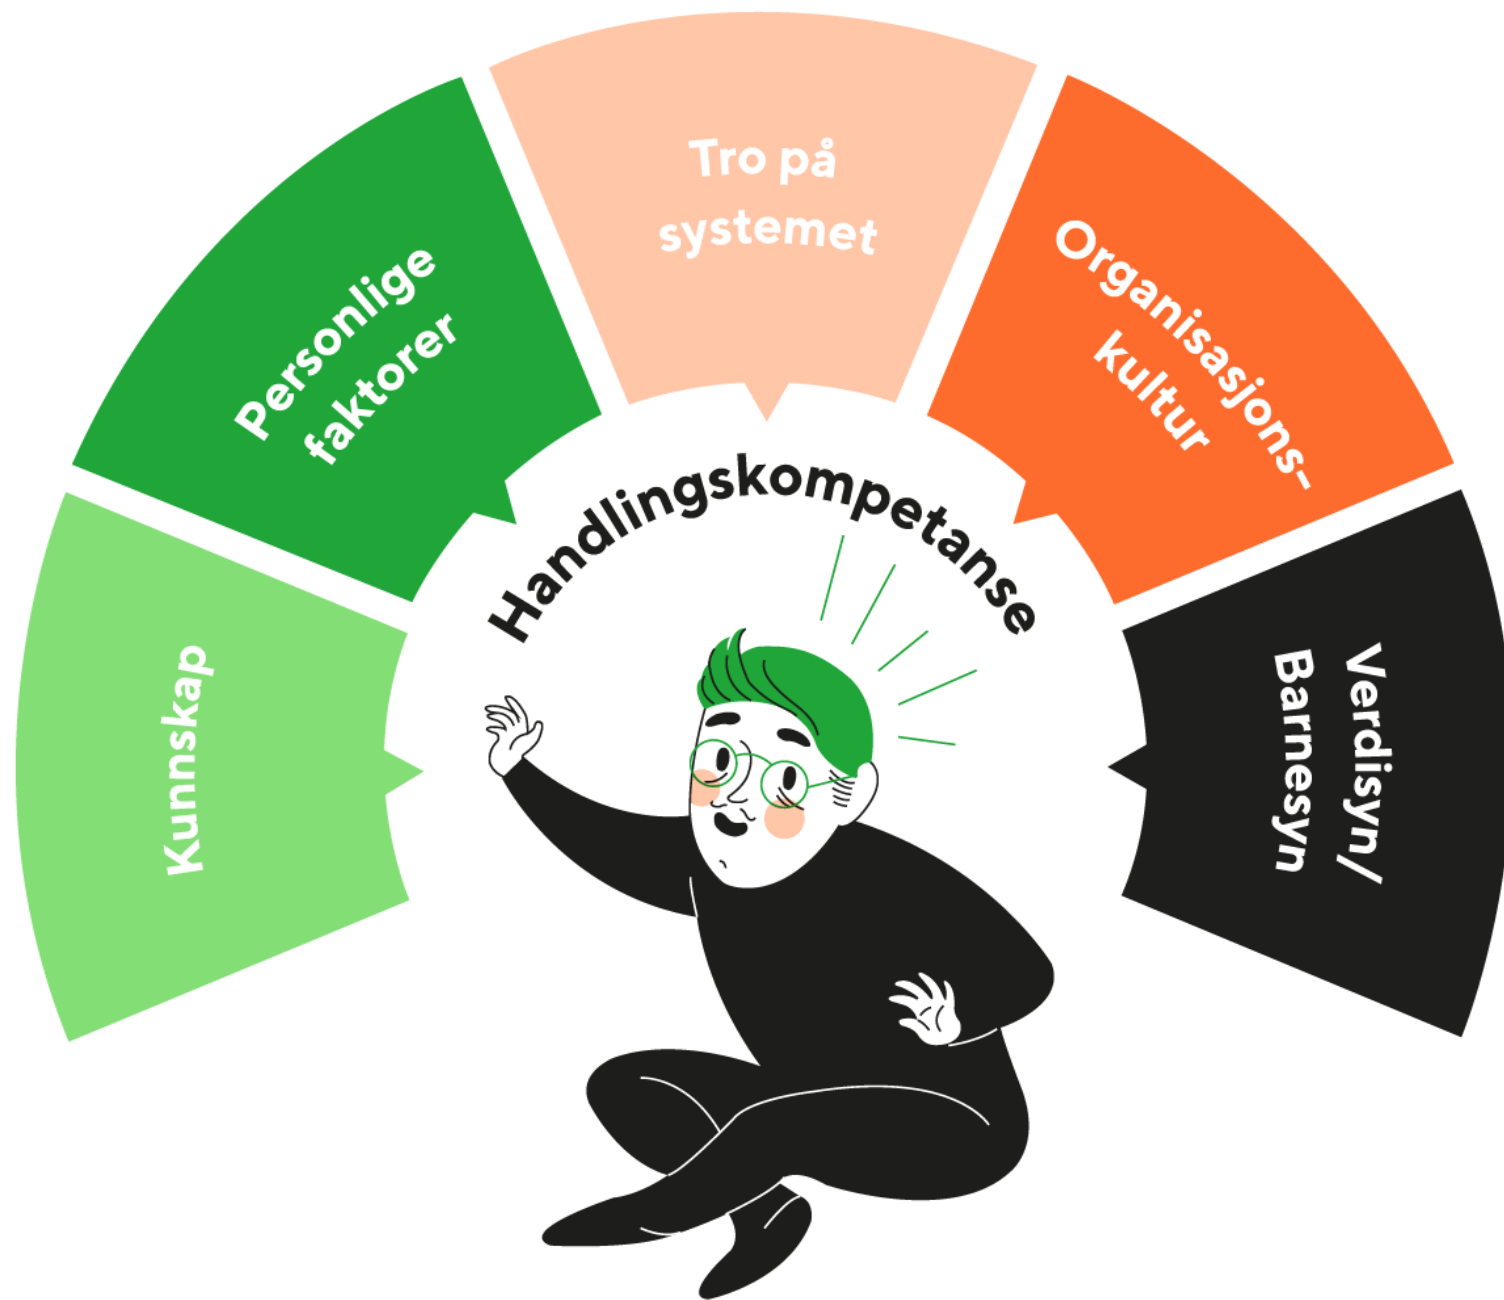 Kunnskap
Personlige
faktorer
Tro på
systemet
Organisasjons-
kultur
Verdisyn/
Barnesyn
Handlingskompetanse